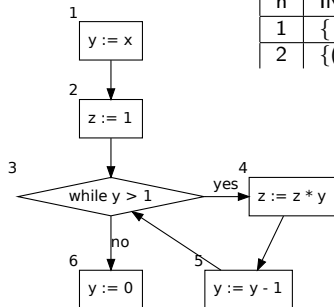 1
y := x
n
1 {
2 {(
2
z := 1
3
while y > 1
yes
4
z := z * y
no
6
y := 0
5
y := y - 1